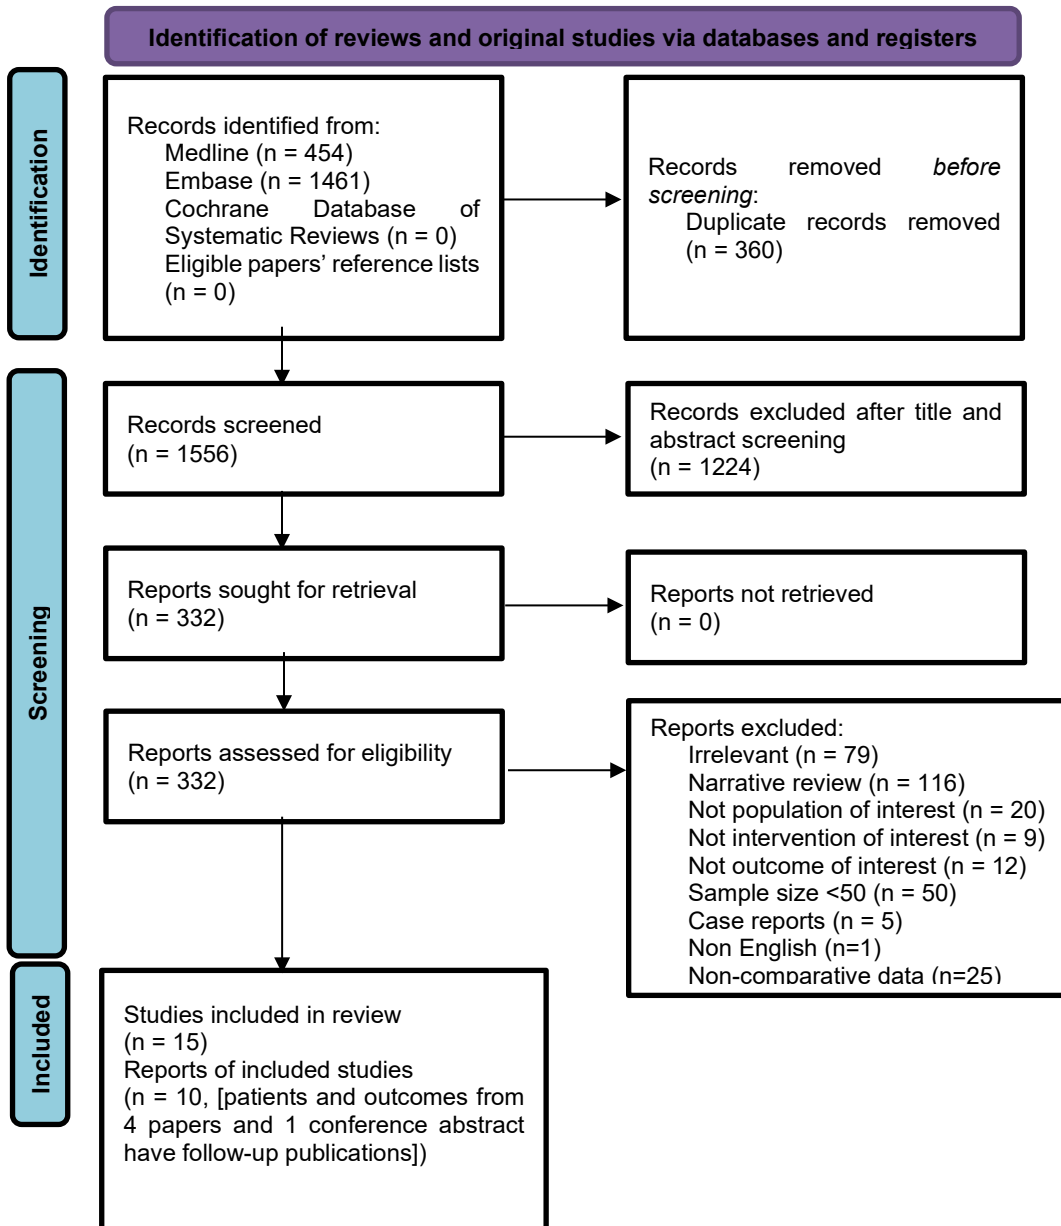 Identification of reviews and original studies via databases and registers
Identification
Records identified from:
Medline (n = 454)
Embase (n = 1461)
Cochrane Database of
Systematic Reviews (n = 0)
Eligible papers’ reference lists
(n = 0)
Records removed before
screening:
Duplicate records removed
(n = 360)
Screening
Records screened
(n = 1556)
Records excluded after title and
abstract screening
(n = 1224)
Reports sought for retrieval
(n = 332)
Reports not retrieved
(n = 0)
Reports assessed for eligibility
(n = 332)
Reports excluded:
Irrelevant (n = 79)
Narrative review (n = 116)
Not population of interest (n = 20)
Not intervention of interest (n = 9)
Not outcome of interest (n = 12)
Sample size <50 (n = 50)
Case reports (n = 5)
Non English (n=1)
Non-comparative data (n=25)
Included
Studies included in review
(n = 15)
Reports of included studies
(n = 10, [patients and outcomes from
4 papers and 1 conference abstract
have follow-up publications])